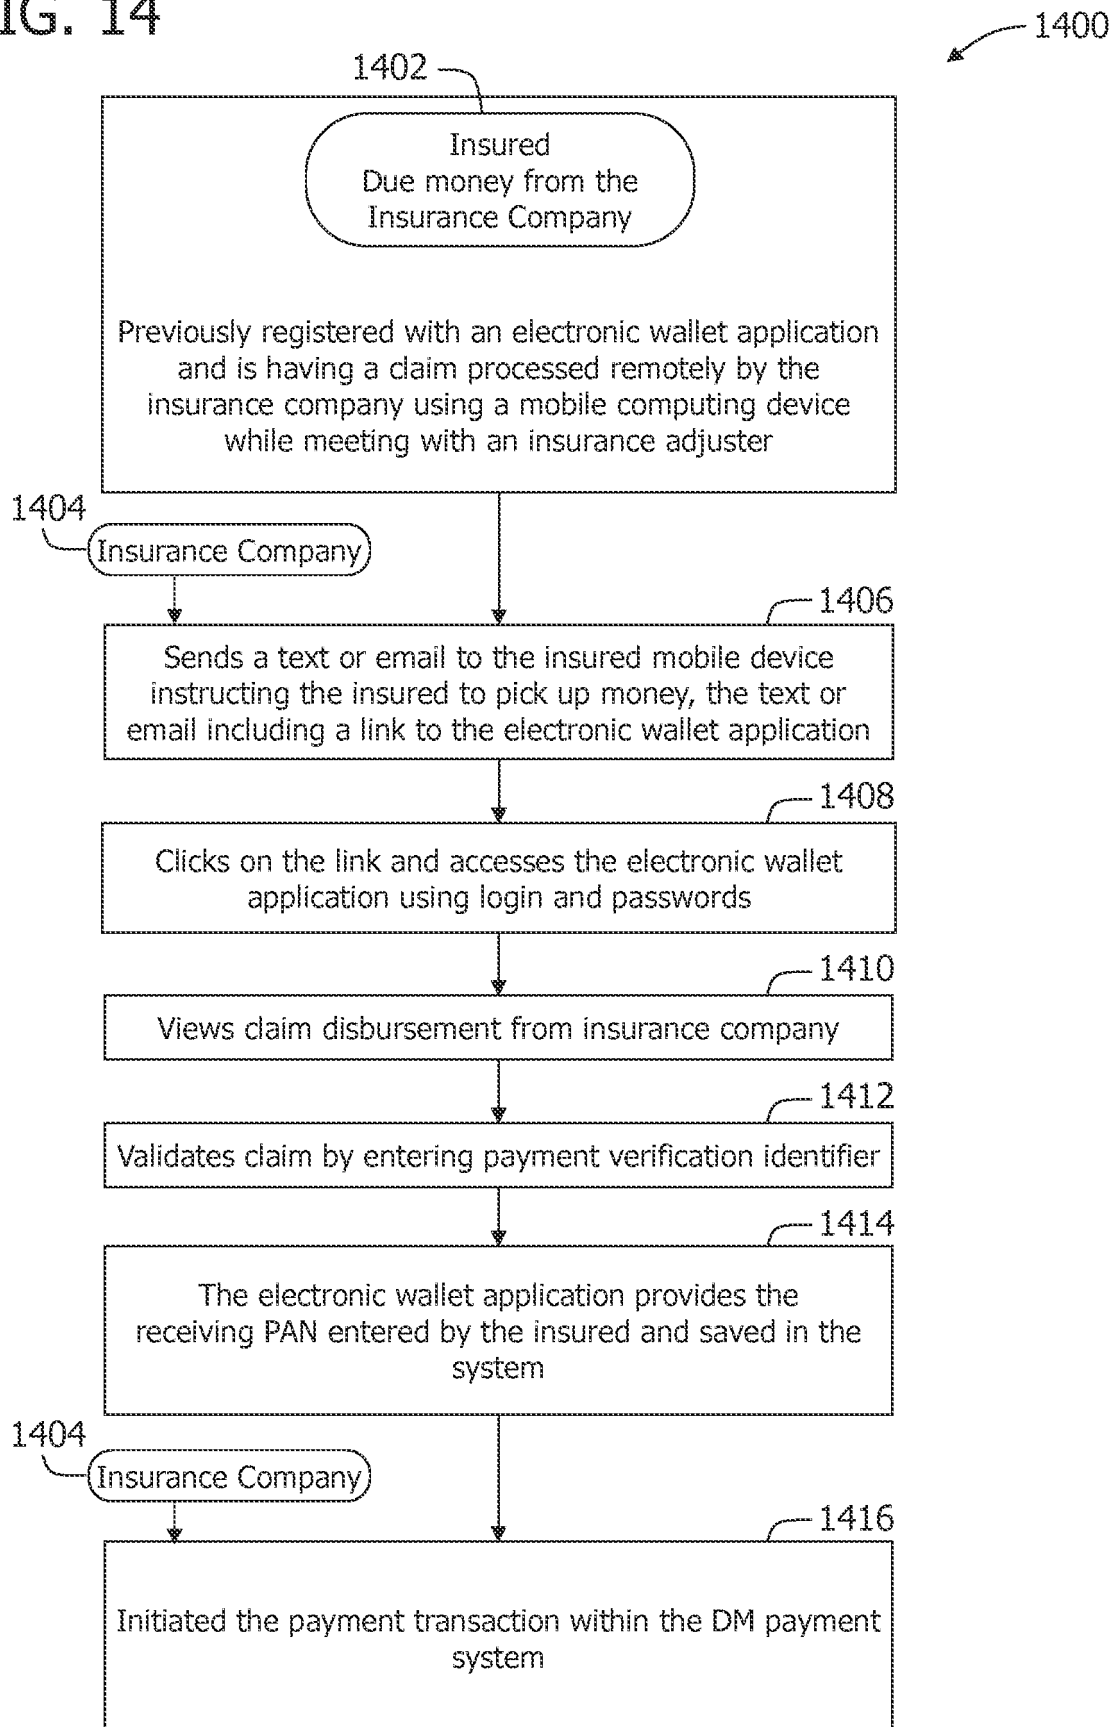 IG. 14
1400
1402
Insured
Due money from the
Insurance Company
Previously registered with an electronic wallet application
and is having a claim processed remotely by the
insurance company using a mobile computing device
while meeting with an insurance adjuster
1404
Insurance Company
1406
Sends a text or email to the insured mobile device
instructing the insured to pick up money, the text or
email including a link to the electronic wallet application
1408
Clicks on the link and accesses the electronic wallet
application using login and passwords
1410
Views claim disbursement from insurance company
1412
Validates claim by entering payment verification identifier
1414
The electronic wallet application provides the
receiving PAN entered by the insured and saved in the
system
1404
Insurance Company
1416
Initiated the payment transaction within the DM payment
system